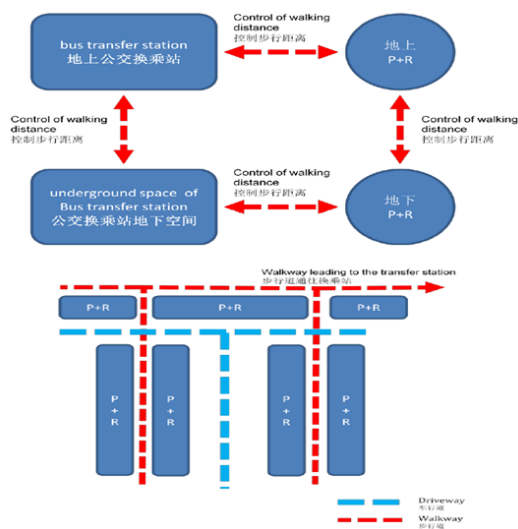 bus transfer station
地上公交换乘站
Control of walking
distance
控制步行距离
地上
P+R
Control of walking
distance
控制步行距离
Control of walking
distance
控制步行距离
underground space of
Bus transfer station
公交换乘站地下空间
Control of walking
distance
控制步行距离
地下
P+R
Walkway leading to the transfer station
步行道通往换乘站
P+R
P+R
P+R
P
+
R
P
+
R
P
+
R
P
+
R
Driveway
车行道
Walkway
步行道